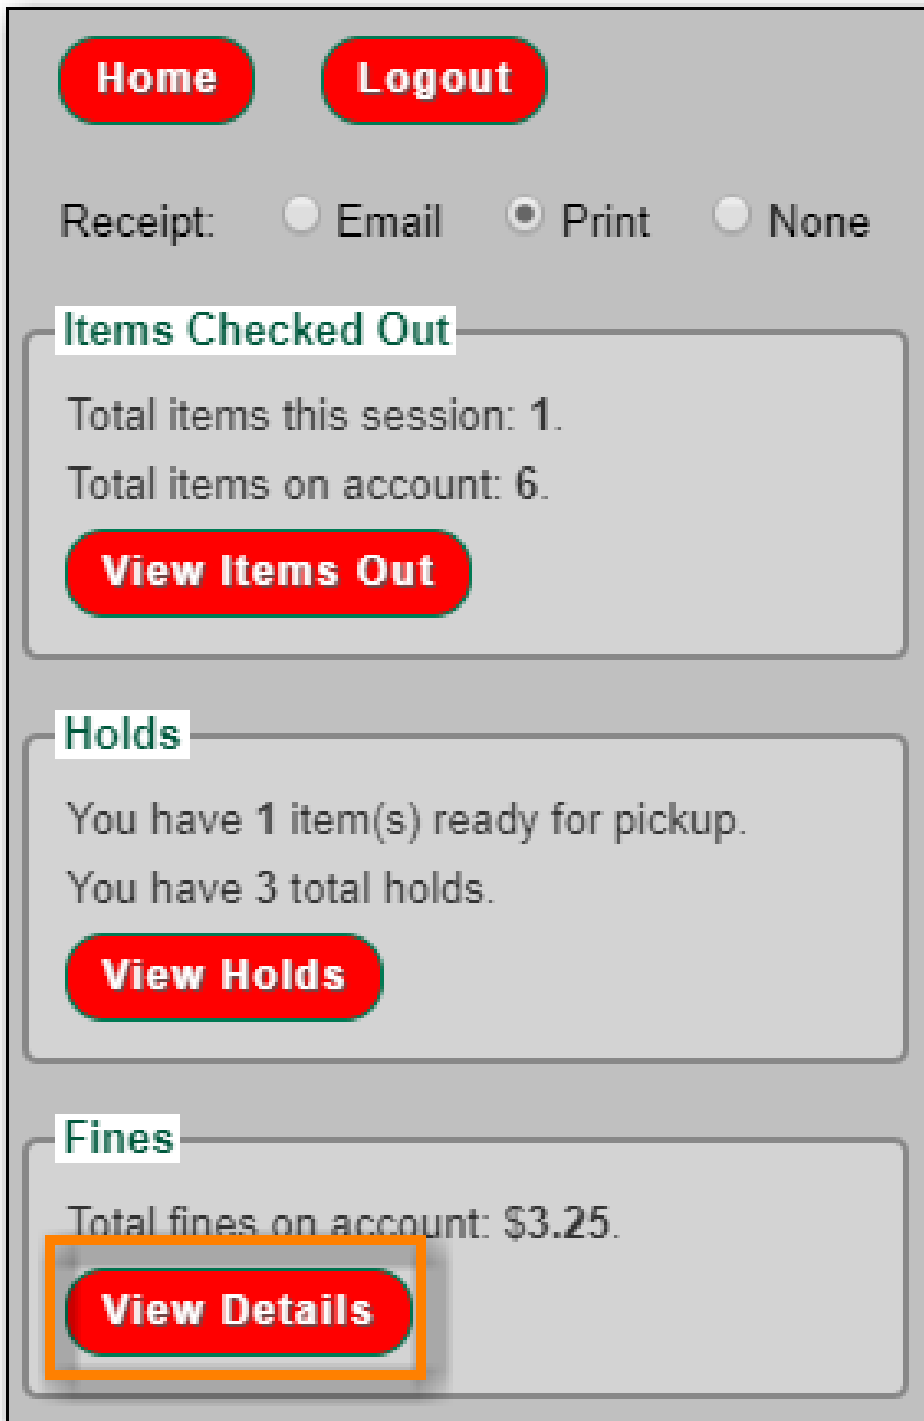 Home Logout
Receipt: Email Print None
Items Checked Out
Total items this session: 1.
Total items on account: 6.
View Items Out
Holds
You have 1 item(s) ready for pickup.
You have 3 total holds.
View Holds
Fines
Total fines on account: $3.25.
View Details